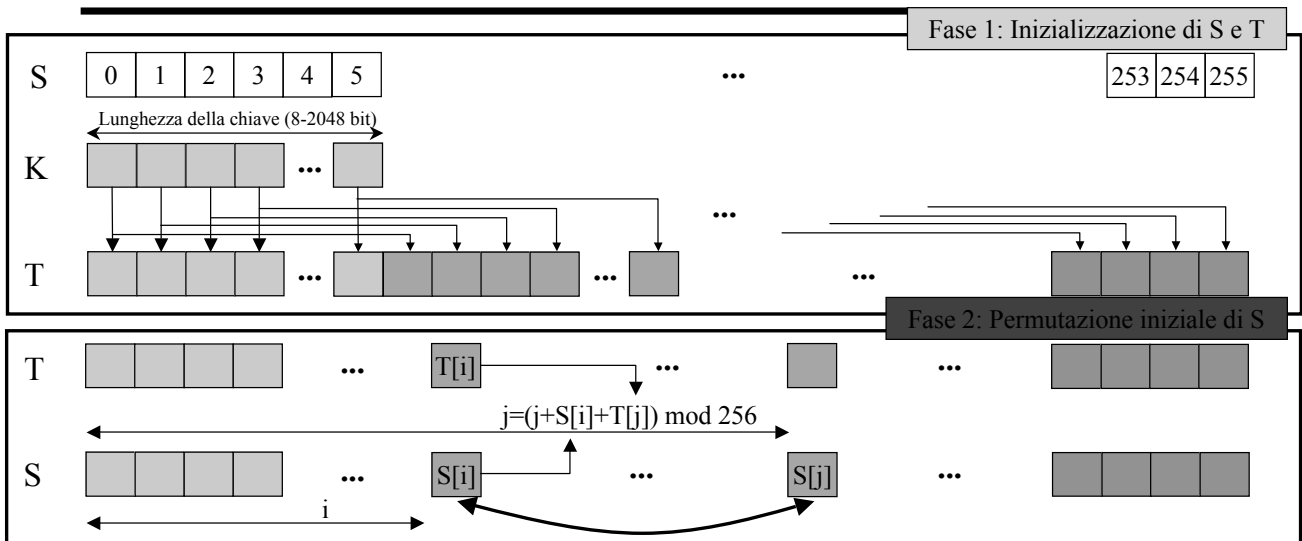 Fase 1: Inizializzazione di S e T
S 0 1 2 3 4 5 ... 253 254 255
Lunghezza della chiave (8-2048 bit)
K ...
...
T ... ... ...
Fase 2: Permutazione iniziale di S
T ... T[i] ... ...
j=(j+S[i]+T[j]) mod 256
S ... S[i] ... S[j] ...
i